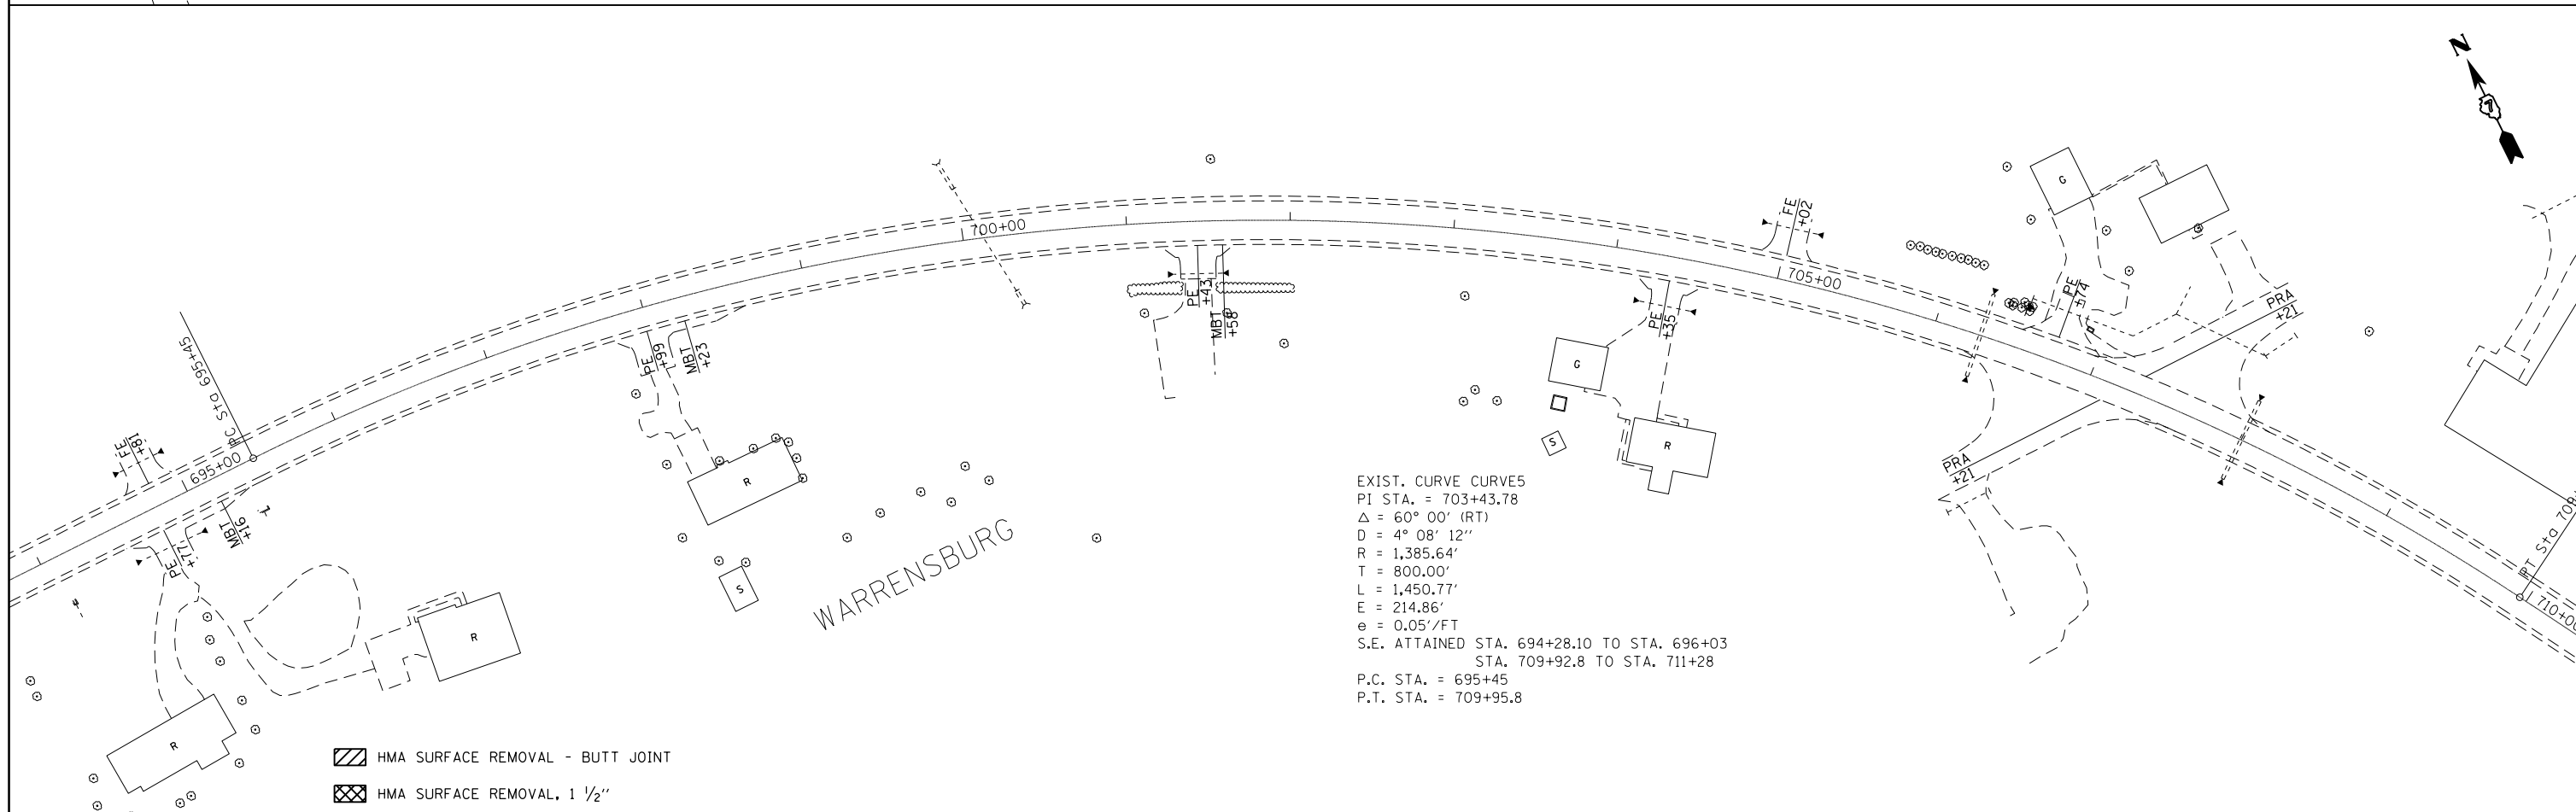 N
7
FE
+81
PC Sta 695+45
695+00
PE
+77
MBT
+16
PE
+99
MBT
+23
700+00
PE
+43
MBT
+58
PE
+35
FE
+02
705+00
PE
+74
PRA
+21
PRA
+21
710+00
G
G
R
R
R
R
S
S
WARRENSBURG
EXIST. CURVE CURVE5
PI STA. = 703+43.78
Δ = 60° 00' (RT)
D = 4° 08' 12"
R = 1,385.64'
T = 800.00'
L = 1,450.77'
E = 214.86'
e = 0.05'/FT
S.E. ATTAINED STA. 694+28.10 TO STA. 696+03
STA. 709+92.8 TO STA. 711+28
P.C. STA. = 695+45
P.T. STA. = 709+95.8
HMA SURFACE REMOVAL - BUTT JOINT
HMA SURFACE REMOVAL, 1 1/2"